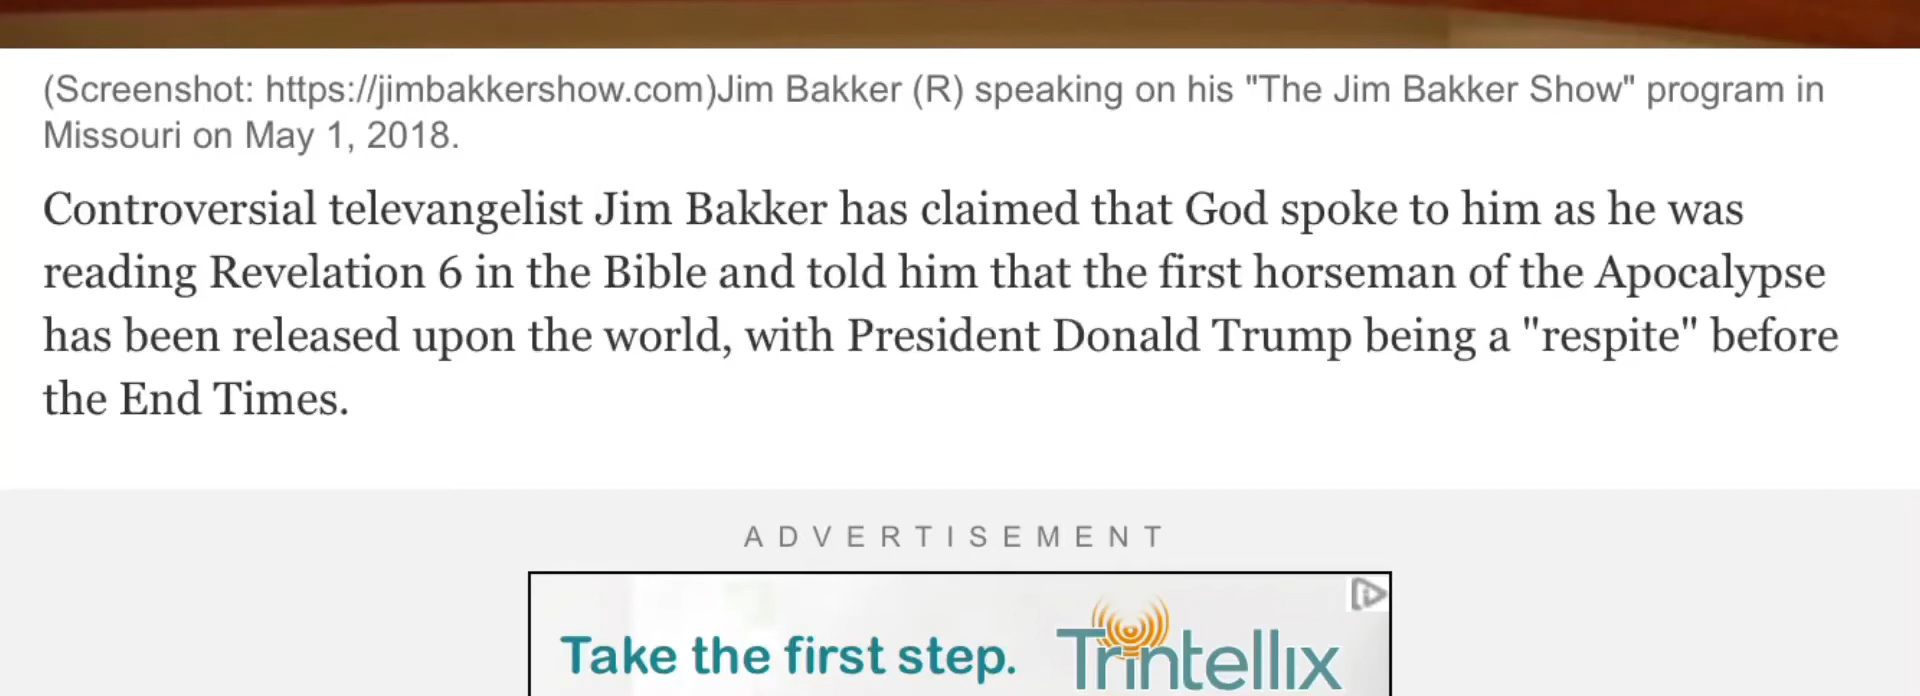 (Screenshot: https://jimbakkershow.com)Jim Bakker (R) speaking on his "The Jim Bakker Show" program in
Missouri on May 1, 2018.
Controversial televangelist Jim Bakker has claimed that God spoke to him as he was
reading Revelation 6 in the Bible and told him that the first horseman of the Apocalypse
has been released upon the world, with President Donald Trump being a "respite" before
the End Times.
ADVERTISEMENT
Take the first step. Trintellix